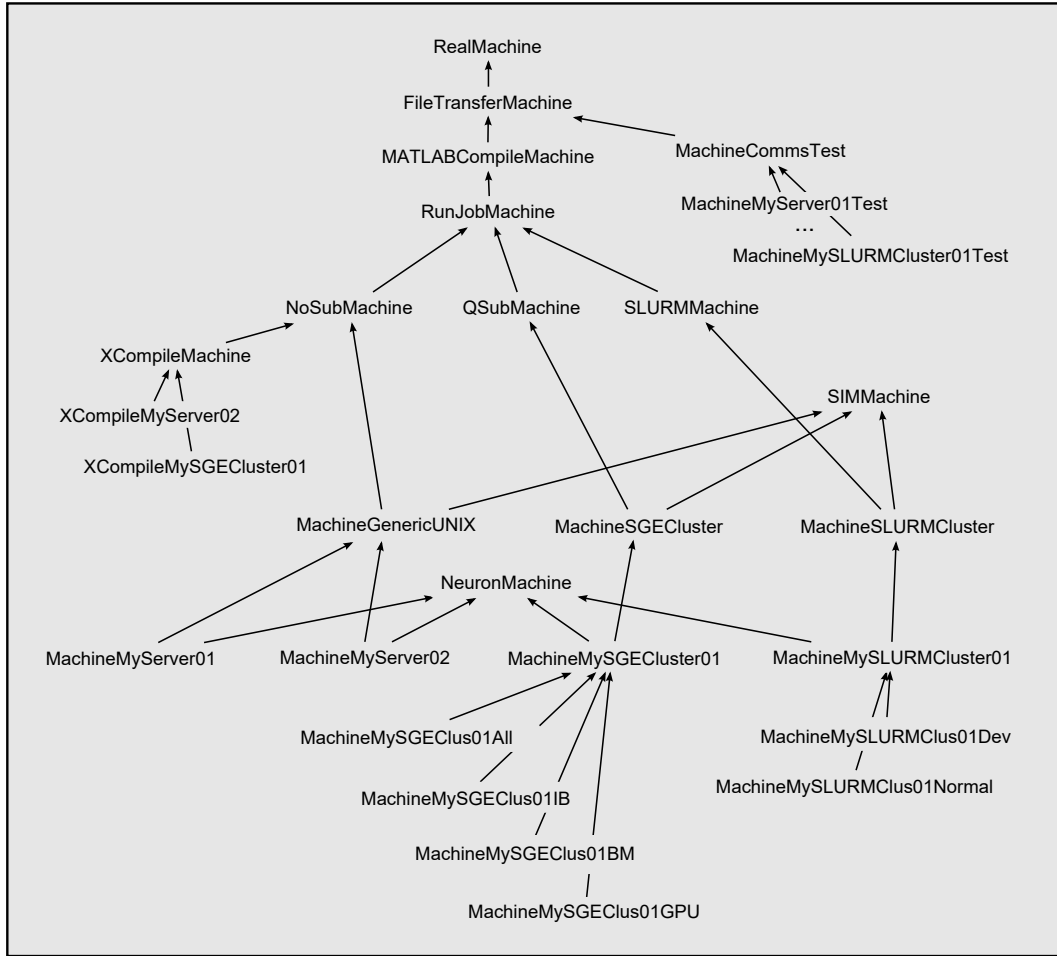 RealMachine
FileTransferMachine
MachineCommsTest
MATLABCompileMachine
MachineMyServer01Test
RunJobMachine
...
MachineMySLURMCluster01Test
NoSubMachine
QSubMachine
SLURMMachine
XCompileMachine
SIMMachine
XCompileMyServer02
XCompileMySGECluster01
MachineGenericUNIX
MachineSGECluster
MachineSLURMCluster
NeuronMachine
MachineMyServer01
MachineMyServer02
MachineMySGECluster01
MachineMySLURMCluster01
MachineMySGEClus01All
MachineMySLURMClus01Dev
MachineMySLURMClus01Normal
MachineMySGEClus01IB
MachineMySGEClus01BM
MachineMySGEClus01GPU